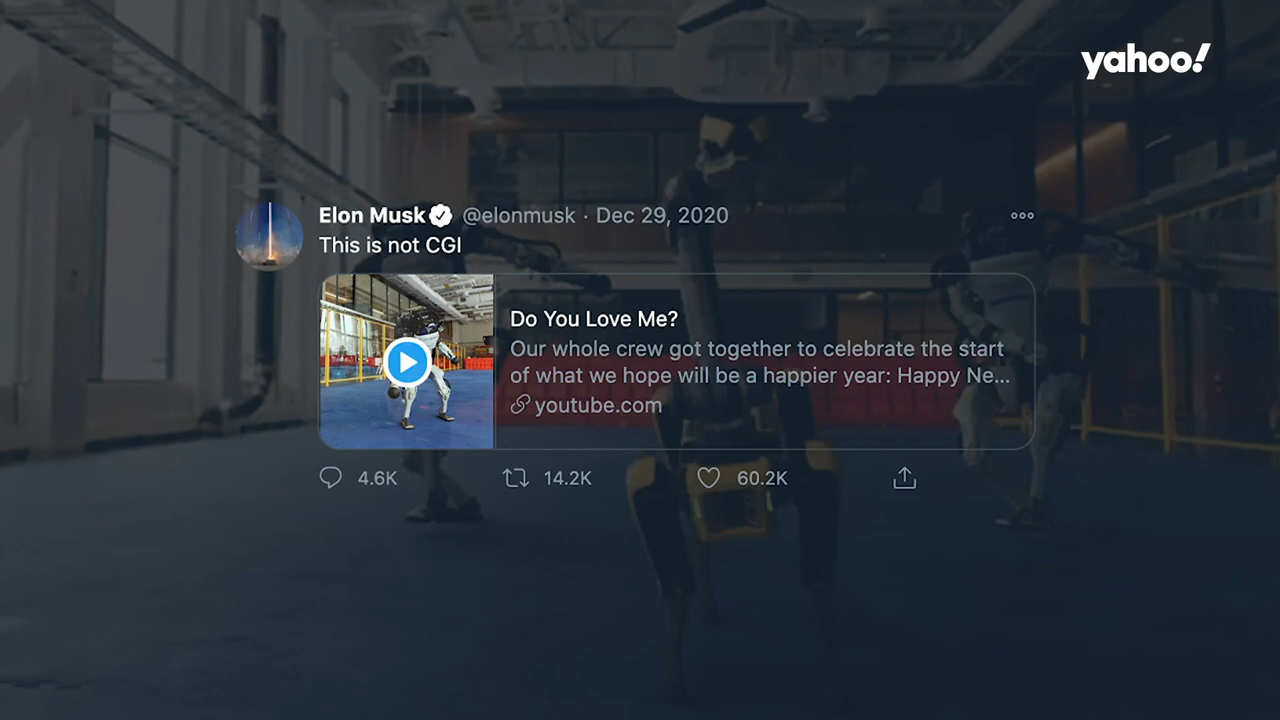 yahoo!
Elon Musk @elonmusk · Dec 29, 2020
This is not CGI
Do You Love Me?
Our whole crew got together to celebrate the start
of what we hope will be a happier year: Happy Ne...
youtube.com
4.6K 14.2K 60.2K